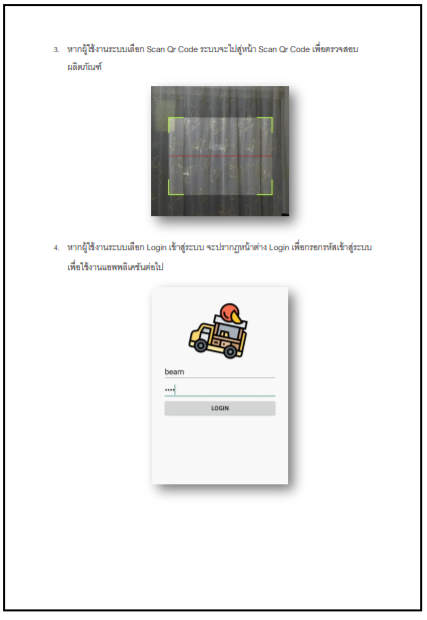 3. หากผู้ใช้งานระบบเลือก Scan Qr Code ระบบจะไปสู่หน้า Scan Qr Code เพื่อตรวจสอบ
ผลิตภัณฑ์
4. หากผู้ใช้งานระบบเลือก Login เข้าสู่ระบบ จะปรากฏหน้าต่าง Login เพื่อกรอกรหัสเข้าสู่ระบบ
เพื่อใช้งานแอพพลิเคชันต่อไป
beam
••••
LOGIN